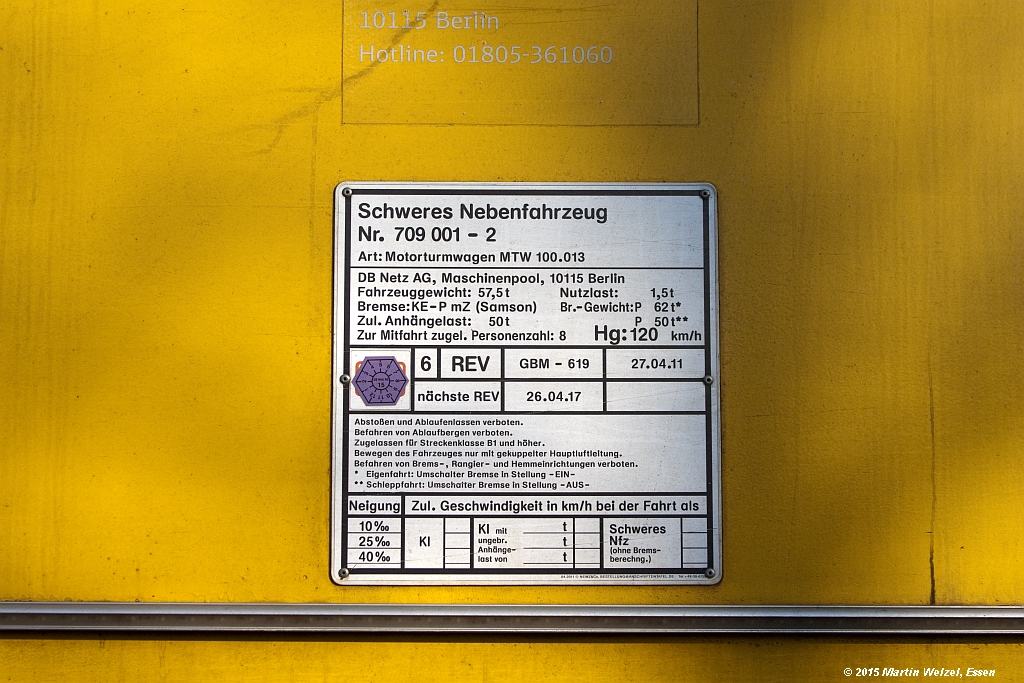 10115 Berlin
Hotline: 01805-361060
Schweres Nebenfahrzeug
Nr. 709 001 - 2
Art: Motorturmwagen MTW 100.013
DB Netz AG, Maschinenpool, 10115 Berlin
Fahrzeuggewicht: 57,5 t Nutzlast: 1,5 t
Bremse: KE-P mZ (Samson) Br.-Gewicht: P 62 t*
Zul. Anhängelast: 50 t P 50 t**
Zur Mitfahrt zugel. Personenzahl: 8 Hg: 120 km/h
6 REV GBM - 619 27.04.11
15
nächste REV 26.04.17
Abstoßen und Ablaufenlassen verboten.
Befahren von Ablaufbergen verboten.
Zugelassen für Streckenklasse B1 und höher.
Bewegen des Fahrzeuges nur mit gekuppelter Hauptluftleitung.
Befahren von Brems-, Rangier- und Hemmeinrichtungen verboten.
* Eigenfahrt: Umschalter Bremse in Stellung -EIN-
** Schleppfahrt: Umschalter Bremse in Stellung -AUS-
Neigung Zul. Geschwindigkeit in km/h bei der Fahrt als
10‰
25‰
40‰
Kl
Kl mit t
ungebr. t
Anhänge-
last von t
Schweres
Nfz
(ohne Brems-
berechng.)
© 2015 Martin Welzel, Essen